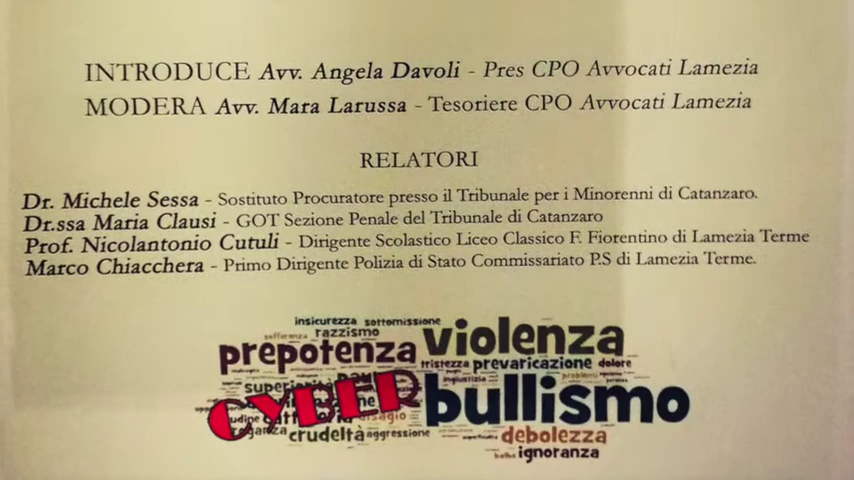 INTRODUCE Avv. Angela Davoli - Pres CPO Avvocati Lamezia
MODERA Avv. Mara Larussa - Tesoriere CPO Avvocati Lamezia
RELATORI
Dr. Michele Sessa - Sostituto Procuratore presso il Tribunale per i Minorenni di Catanzaro.
Dr.ssa Maria Clausi - GOT Sezione Penale del Tribunale di Catanzaro
Prof. Nicolantonio Cutuli - Dirigente Scolastico Liceo Classico F. Fiorentino di Lamezia Terme
Marco Chiacchera - Primo Dirigente Polizia di Stato Commissariato P.S di Lamezia Terme.
insicurezza sottomissione
sofferenza razzismo violenza
prepotenza tristezza prevaricazione dolore
ingiustizia problemi
CYBER bullismo
disagio
crudeltà aggressione debolezza
ignoranza